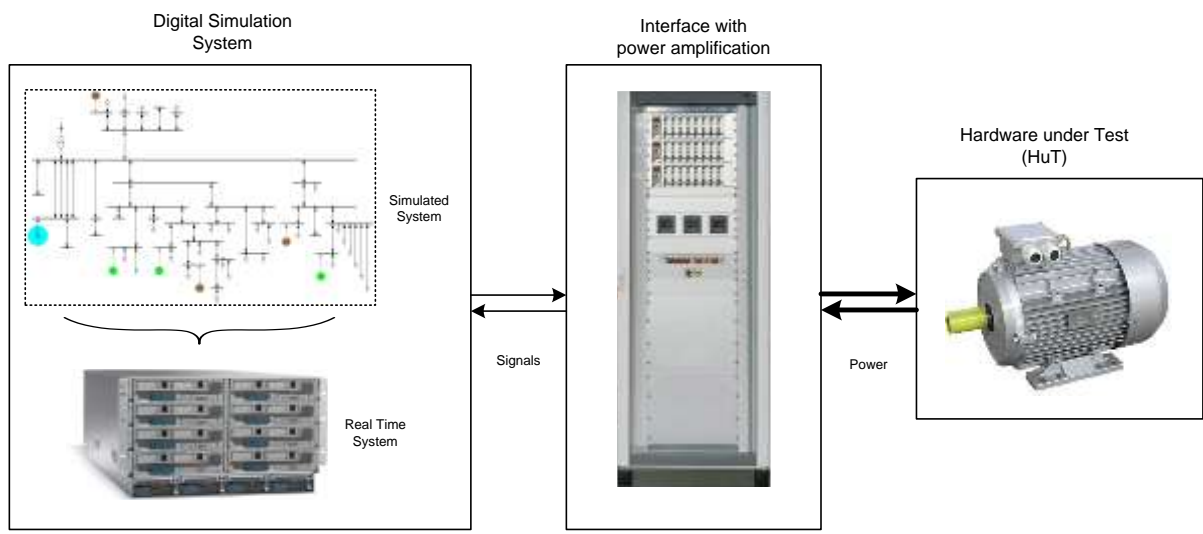 Digital Simulation
System
Interface with
power amplification
Hardware under Test
(HuT)
Simulated
System
Signals
Power
Real Time
System